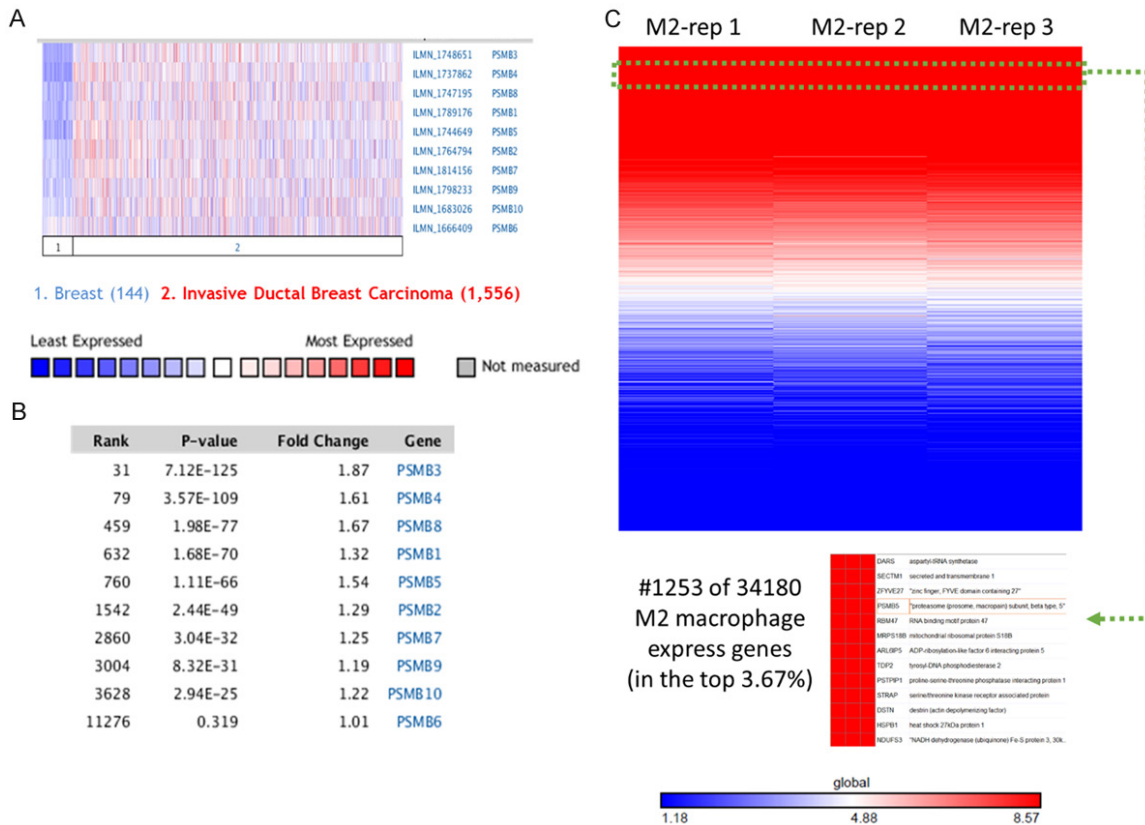 A
ILMN_1748651 PSMB3
ILMN_1737862 PSMB4
ILMN_1747195 PSMB8
ILMN_1789176 PSMB1
ILMN_1744649 PSMB5
ILMN_1764794 PSMB2
ILMN_1814156 PSMB7
ILMN_1798233 PSMB9
ILMN_1683026 PSMB10
ILMN_1666409 PSMB6
1 2
1. Breast (144) 2. Invasive Ductal Breast Carcinoma (1,556)
Least Expressed Most Expressed
Not measured
B
Rank P-value Fold Change Gene
31 7.12E-125 1.87 PSMB3
79 3.57E-109 1.61 PSMB4
459 1.98E-77 1.67 PSMB8
632 1.68E-70 1.32 PSMB1
760 1.11E-66 1.54 PSMB5
1542 2.44E-49 1.29 PSMB2
2860 3.04E-32 1.25 PSMB7
3004 8.32E-31 1.19 PSMB9
3628 2.94E-25 1.22 PSMB10
11276 0.319 1.01 PSMB6
C
M2-rep 1 M2-rep 2 M2-rep 3
#1253 of 34180
M2 macrophage
express genes
(in the top 3.67%)
DARS aspartyl-tRNA synthetase
SECTM1 secreted and transmembrane 1
ZFYVE27 "zinc finger, FYVE domain containing 27"
PSMB5 "proteasome (prosome, macropain) subunit, beta type, 5"
RBM47 RNA binding motif protein 47
MRPS18B mitochondrial ribosomal protein S18B
ARL6IP5 ADP-ribosylation-like factor 6 interacting protein 5
TDP2 tyrosyl-DNA phosphodiesterase 2
PSTPIP1 proline-serine-threonine phosphatase interacting protein 1
STRAP serine/threonine kinase receptor associated protein
DSTN destrin (actin depolymerizing factor)
HSPB1 heat shock 27kDa protein 1
NDUFS3 "NADH dehydrogenase (ubiquinone) Fe-S protein 3, 30k...
global
1.18 4.88 8.57